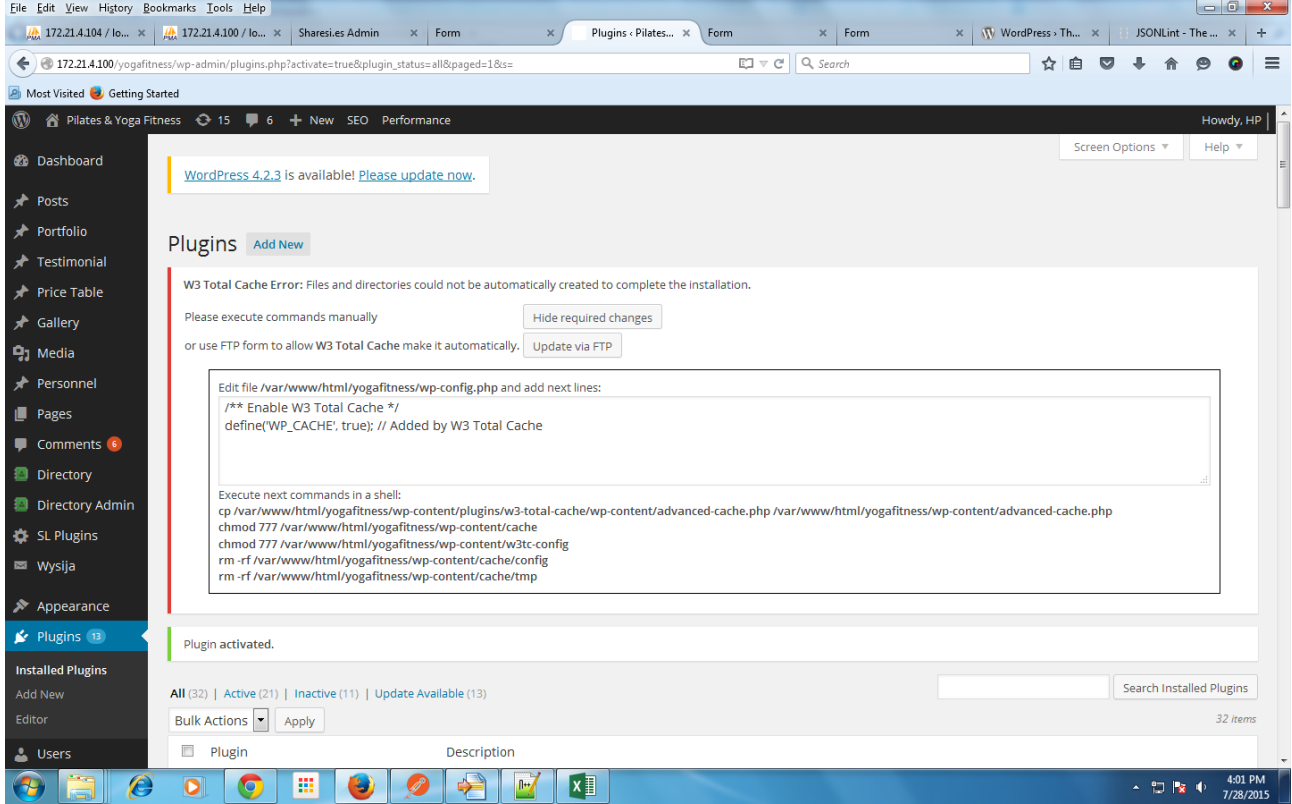 File Edit View History Bookmarks Tools Help
172.21.4.104 / lo... × 172.21.4.100 / lo... × Sharesi.es Admin × Form × Plugins ‹ Pilates... × Form × Form × WordPress › Th... × JSONLint - The ... × +
172.21.4.100/yogafitness/wp-admin/plugins.php?activate=true&plugin_status=all&paged=1&s= Search
Most Visited Getting Started
Pilates & Yoga Fitness 15 6 + New SEO Performance Howdy, HP
Screen Options ▼ Help ▼
WordPress 4.2.3 is available! Please update now.
Plugins Add New
W3 Total Cache Error: Files and directories could not be automatically created to complete the installation.
Please execute commands manually Hide required changes
or use FTP form to allow W3 Total Cache make it automatically. Update via FTP
Edit file /var/www/html/yogafitness/wp-config.php and add next lines:
/** Enable W3 Total Cache */
define('WP_CACHE', true); // Added by W3 Total Cache
Execute next commands in a shell:
cp /var/www/html/yogafitness/wp-content/plugins/w3-total-cache/wp-content/advanced-cache.php /var/www/html/yogafitness/wp-content/advanced-cache.php
chmod 777 /var/www/html/yogafitness/wp-content/cache
chmod 777 /var/www/html/yogafitness/wp-content/w3tc-config
rm -rf /var/www/html/yogafitness/wp-content/cache/config
rm -rf /var/www/html/yogafitness/wp-content/cache/tmp
Plugin activated.
All (32) | Active (21) | Inactive (11) | Update Available (13)
Search Installed Plugins
Bulk Actions Apply
32 items
Plugin Description
Dashboard
Posts
Portfolio
Testimonial
Price Table
Gallery
Media
Personnel
Pages
Comments 6
Directory
Directory Admin
SL Plugins
Wysija
Appearance
Plugins 13
Installed Plugins
Add New
Editor
Users
4:01 PM
7/28/2015